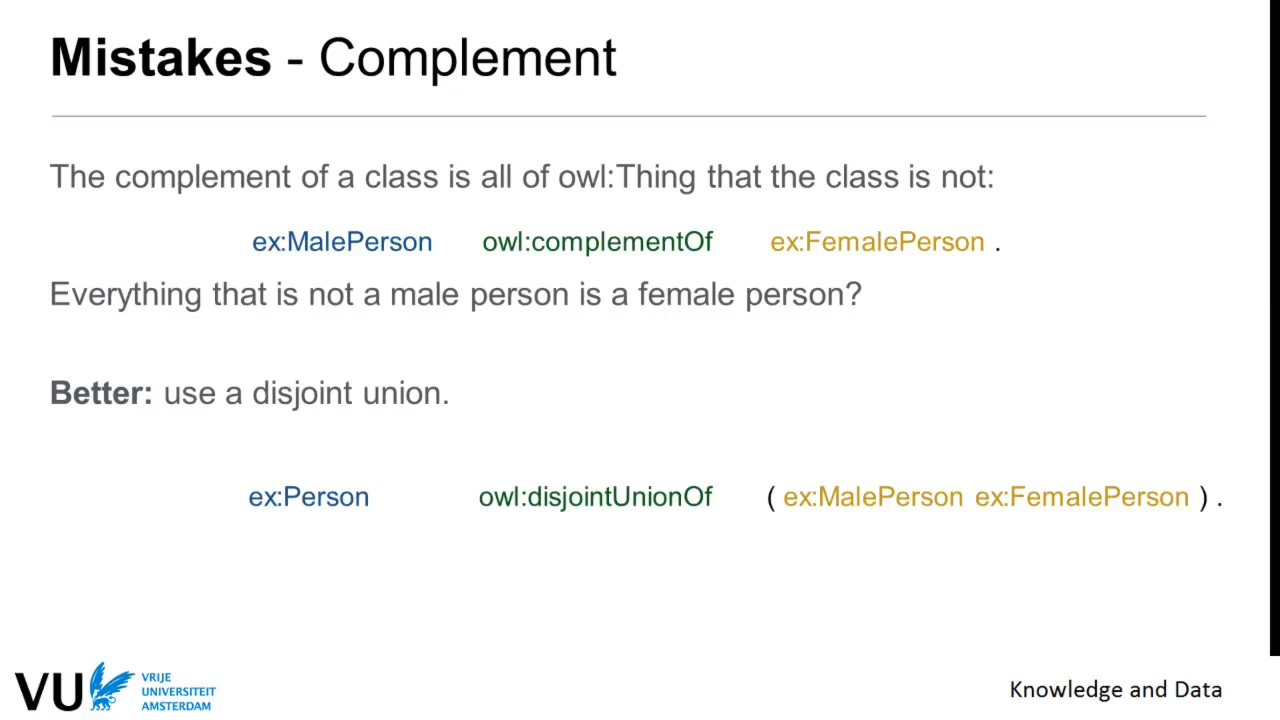 Mistakes - Complement
The complement of a class is all of owl:Thing that the class is not:
ex:MalePerson owl:complementOf ex:FemalePerson .
Everything that is not a male person is a female person?
Better: use a disjoint union.
ex:Person owl:disjointUnionOf ( ex:MalePerson ex:FemalePerson ) .
VU VRIJE
UNIVERSITEIT
AMSTERDAM
Knowledge and Data